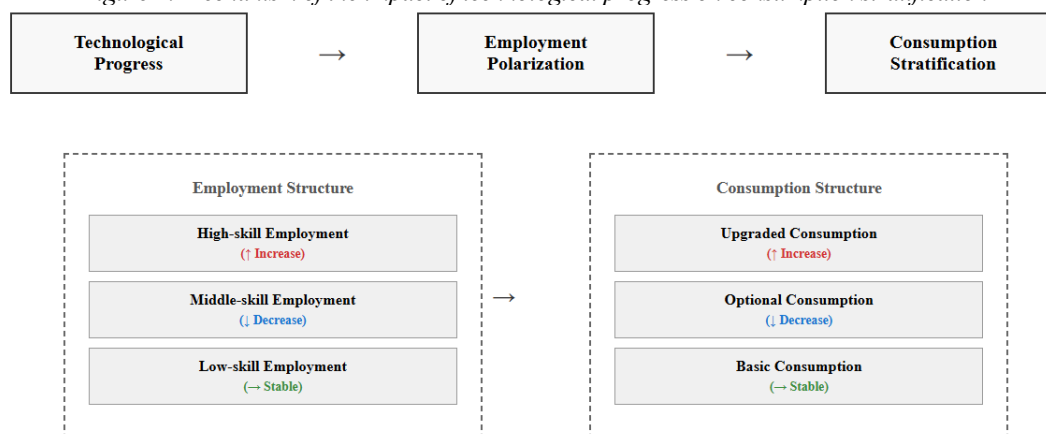 Technological
Progress
→
Employment
Polarization
→
Consumption
Stratification
Employment Structure
High-skill Employment
(↑ Increase)
Middle-skill Employment
(↓ Decrease)
Low-skill Employment
(→ Stable)
→
Consumption Structure
Upgraded Consumption
(↑ Increase)
Optional Consumption
(↓ Decrease)
Basic Consumption
(→ Stable)